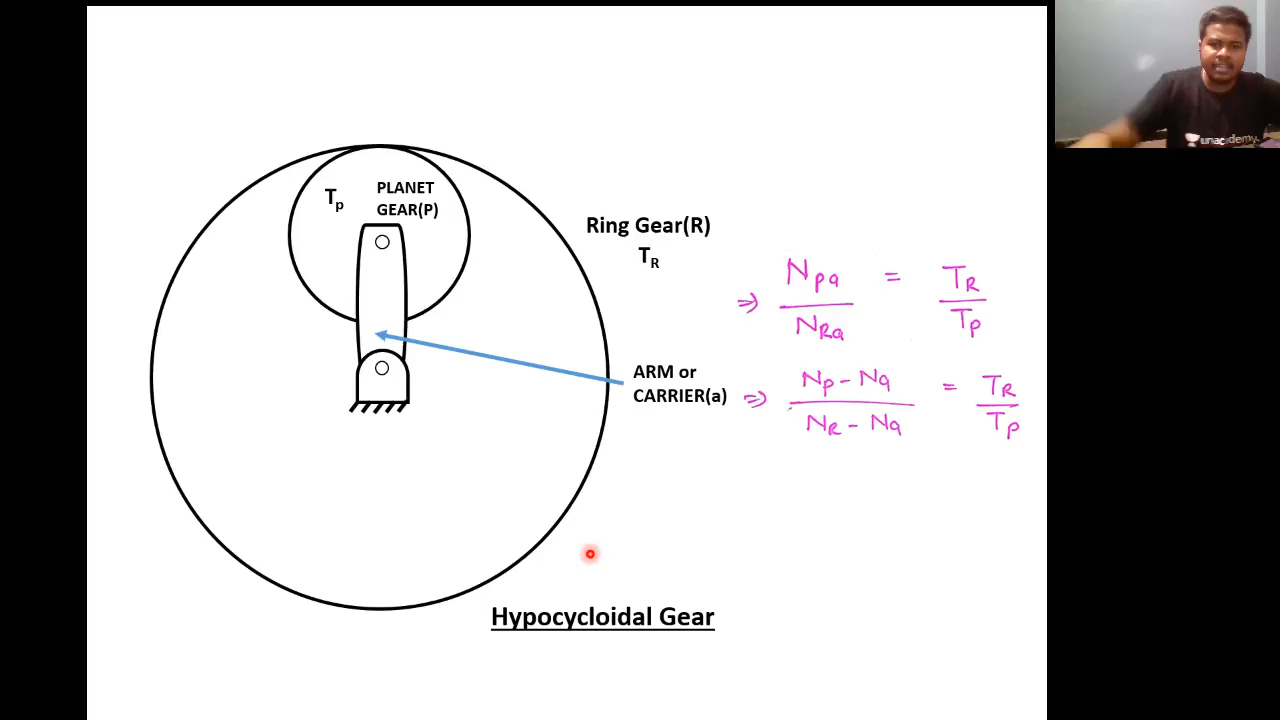 PLANET
GEAR(P)
Tp
Ring Gear(R)
TR
Npa / NRa = TR / Tp
⇒
ARM or
CARRIER(a)
⇒ Np - Na / NR - Na = TR / Tp
Hypocycloidal Gear
unacademy